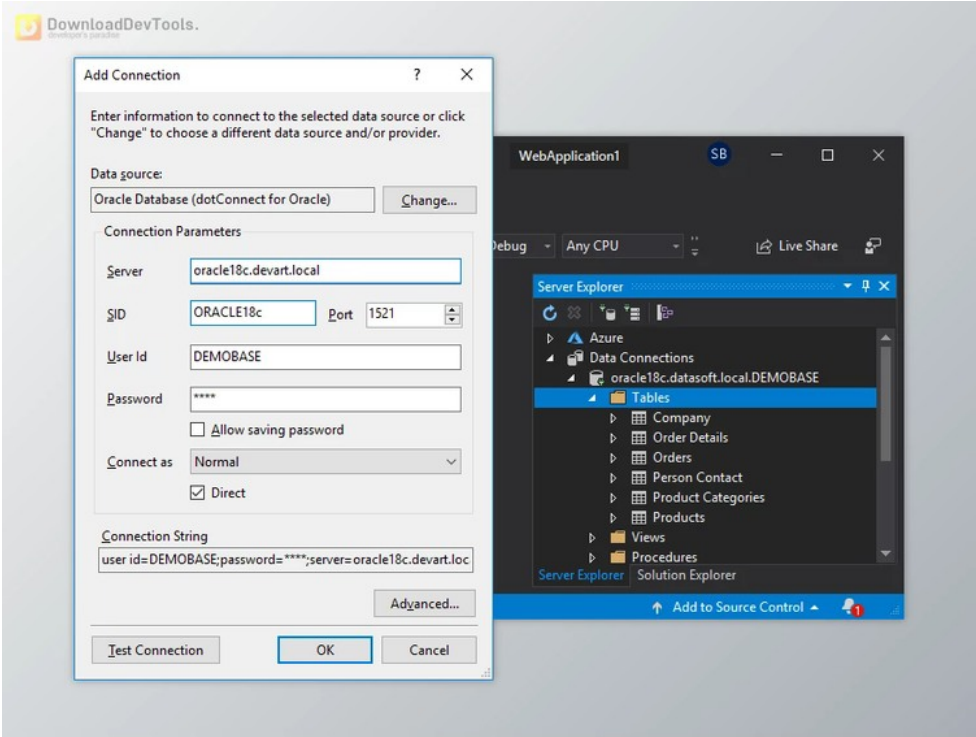 DownloadDevTools.
developer's paradise
Add Connection
?
Enter information to connect to the selected data source or click
"Change" to choose a different data source and/or provider.
Data source:
Oracle Database (dotConnect for Oracle)
Change...
Connection Parameters
Server
oracle18c.devart.local
SID
ORACLE18c
Port
1521
User Id
DEMOBASE
Password
****
Allow saving password
Connect as
Normal
Direct
Connection String
user id=DEMOBASE;password=****;server=oracle18c.devart.loc
Advanced...
Test Connection
OK
Cancel
WebApplication1
SB
Debug
Any CPU
Live Share
Server Explorer
Azure
Data Connections
oracle18c.datasoft.local.DEMOBASE
Tables
Company
Order Details
Orders
Person Contact
Product Categories
Products
Views
Procedures
Server Explorer
Solution Explorer
Add to Source Control
1